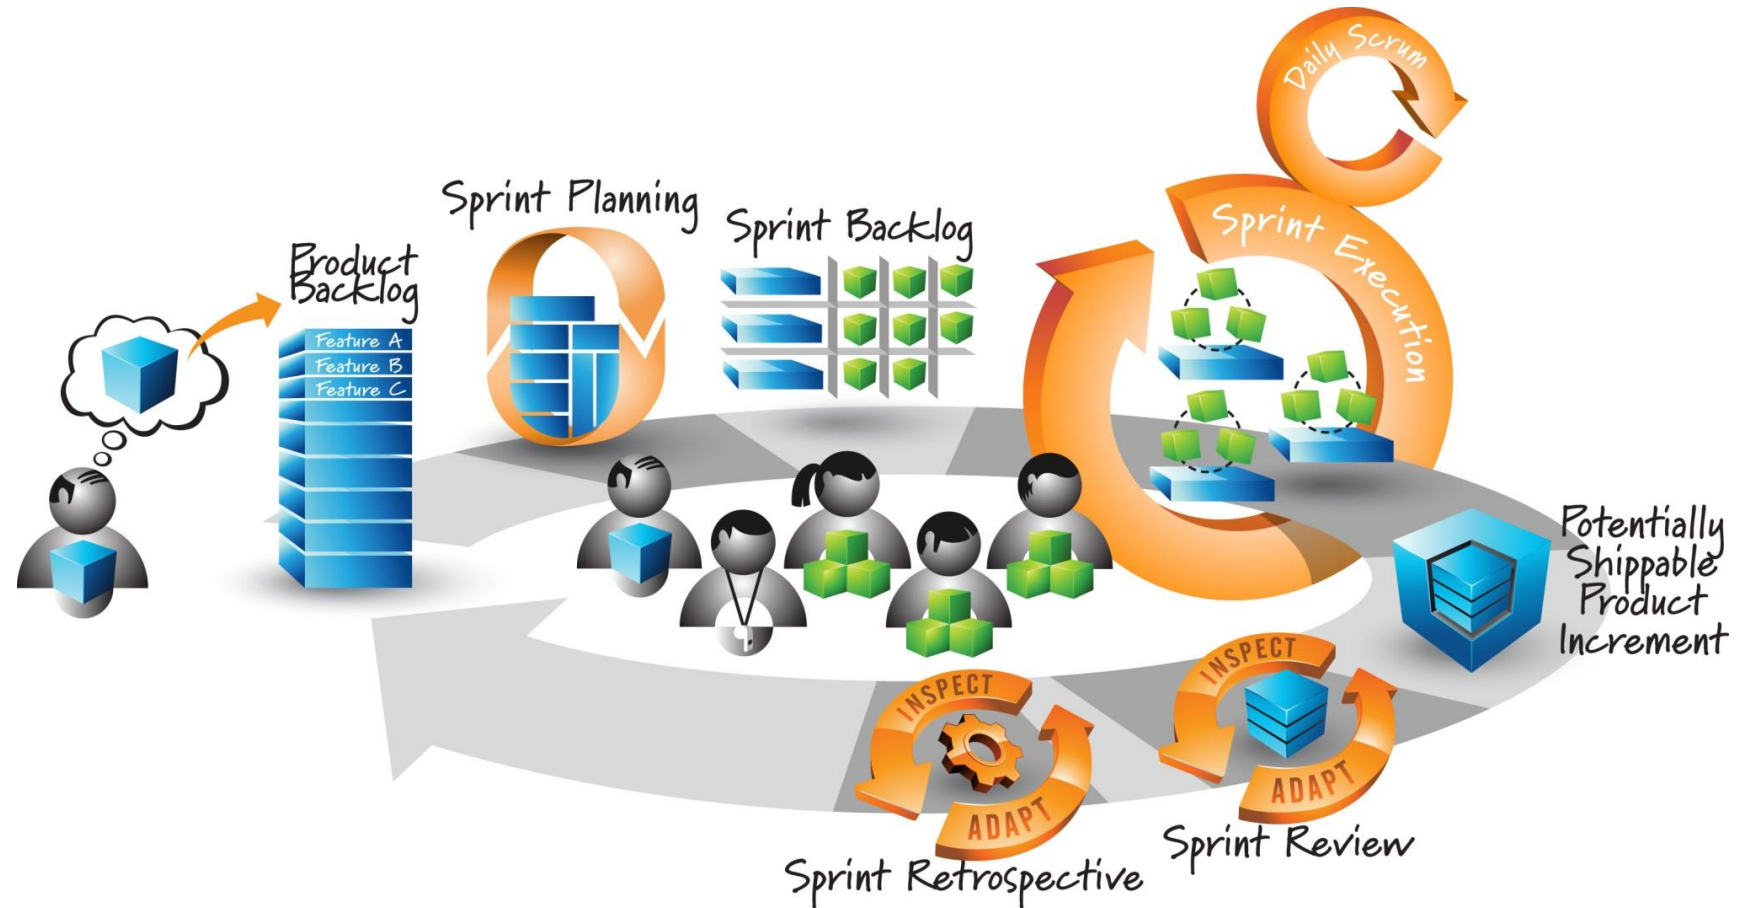 Daily Scrum
Sprint Planning
Sprint Backlog
Sprint Execution
Product
Backlog
Feature A
Feature B
Feature C
Potentially
Shippable
Product
Increment
INSPECT
ADAPT
Sprint Review
INSPECT
ADAPT
Sprint Retrospective